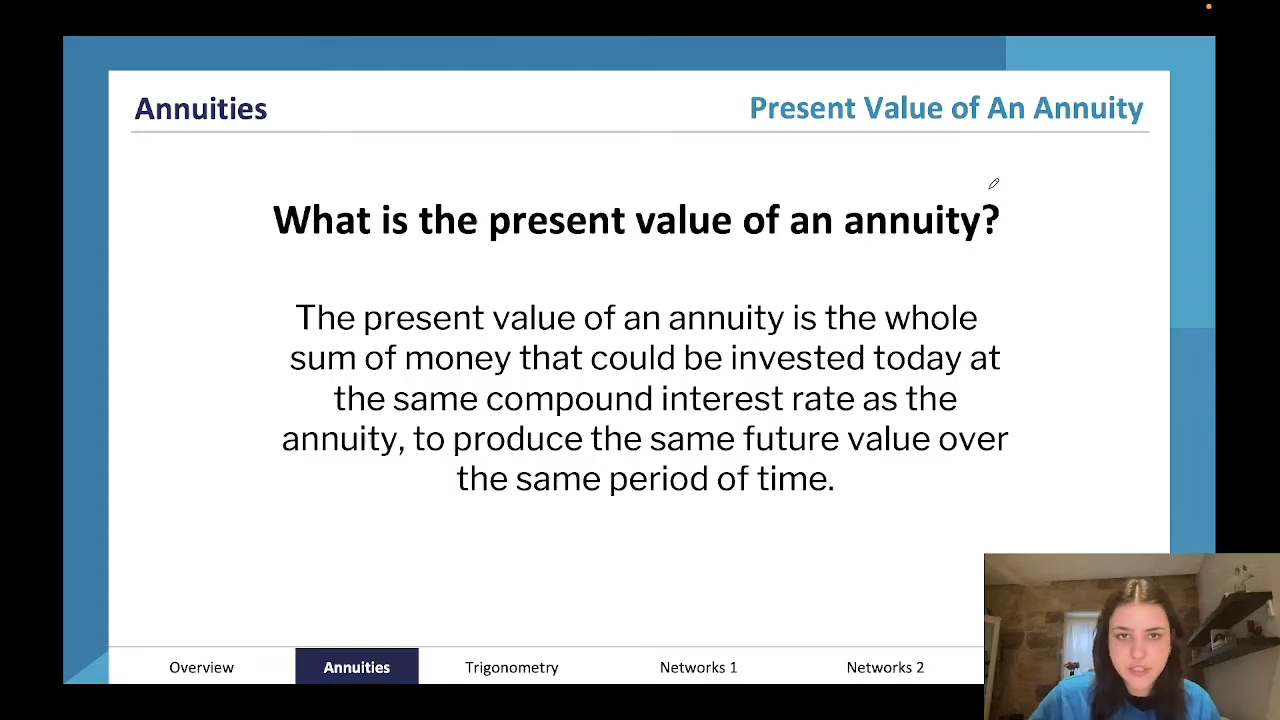 Annuities
Present Value of An Annuity
What is the present value of an annuity?
The present value of an annuity is the whole
sum of money that could be invested today at
the same compound interest rate as the
annuity, to produce the same future value over
the same period of time.
Overview
Annuities
Trigonometry
Networks 1
Networks 2